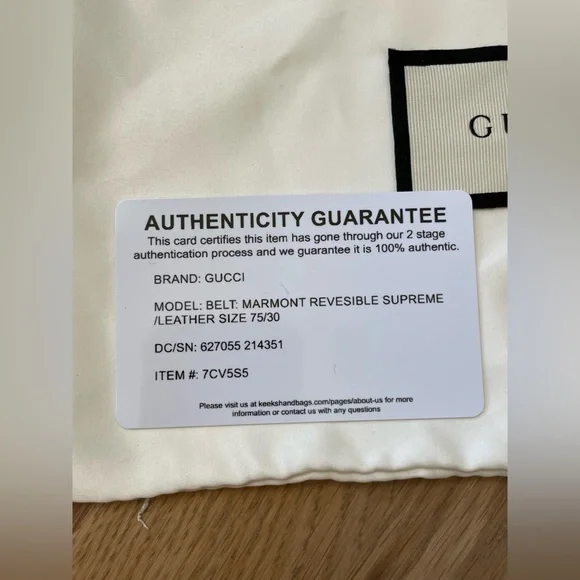 GU
AUTHENTICITY GUARANTEE
This card certifies this item has gone through our 2 stage
authentication process and we guarantee it is 100% authentic.
BRAND: GUCCI
MODEL: BELT: MARMONT REVESIBLE SUPREME
/LEATHER SIZE 75/30
DC/SN: 627055 214351
ITEM #: 7CV5S5
Please visit us at keekshandbags.com/pages/about-us for more
information or contact us with any questions